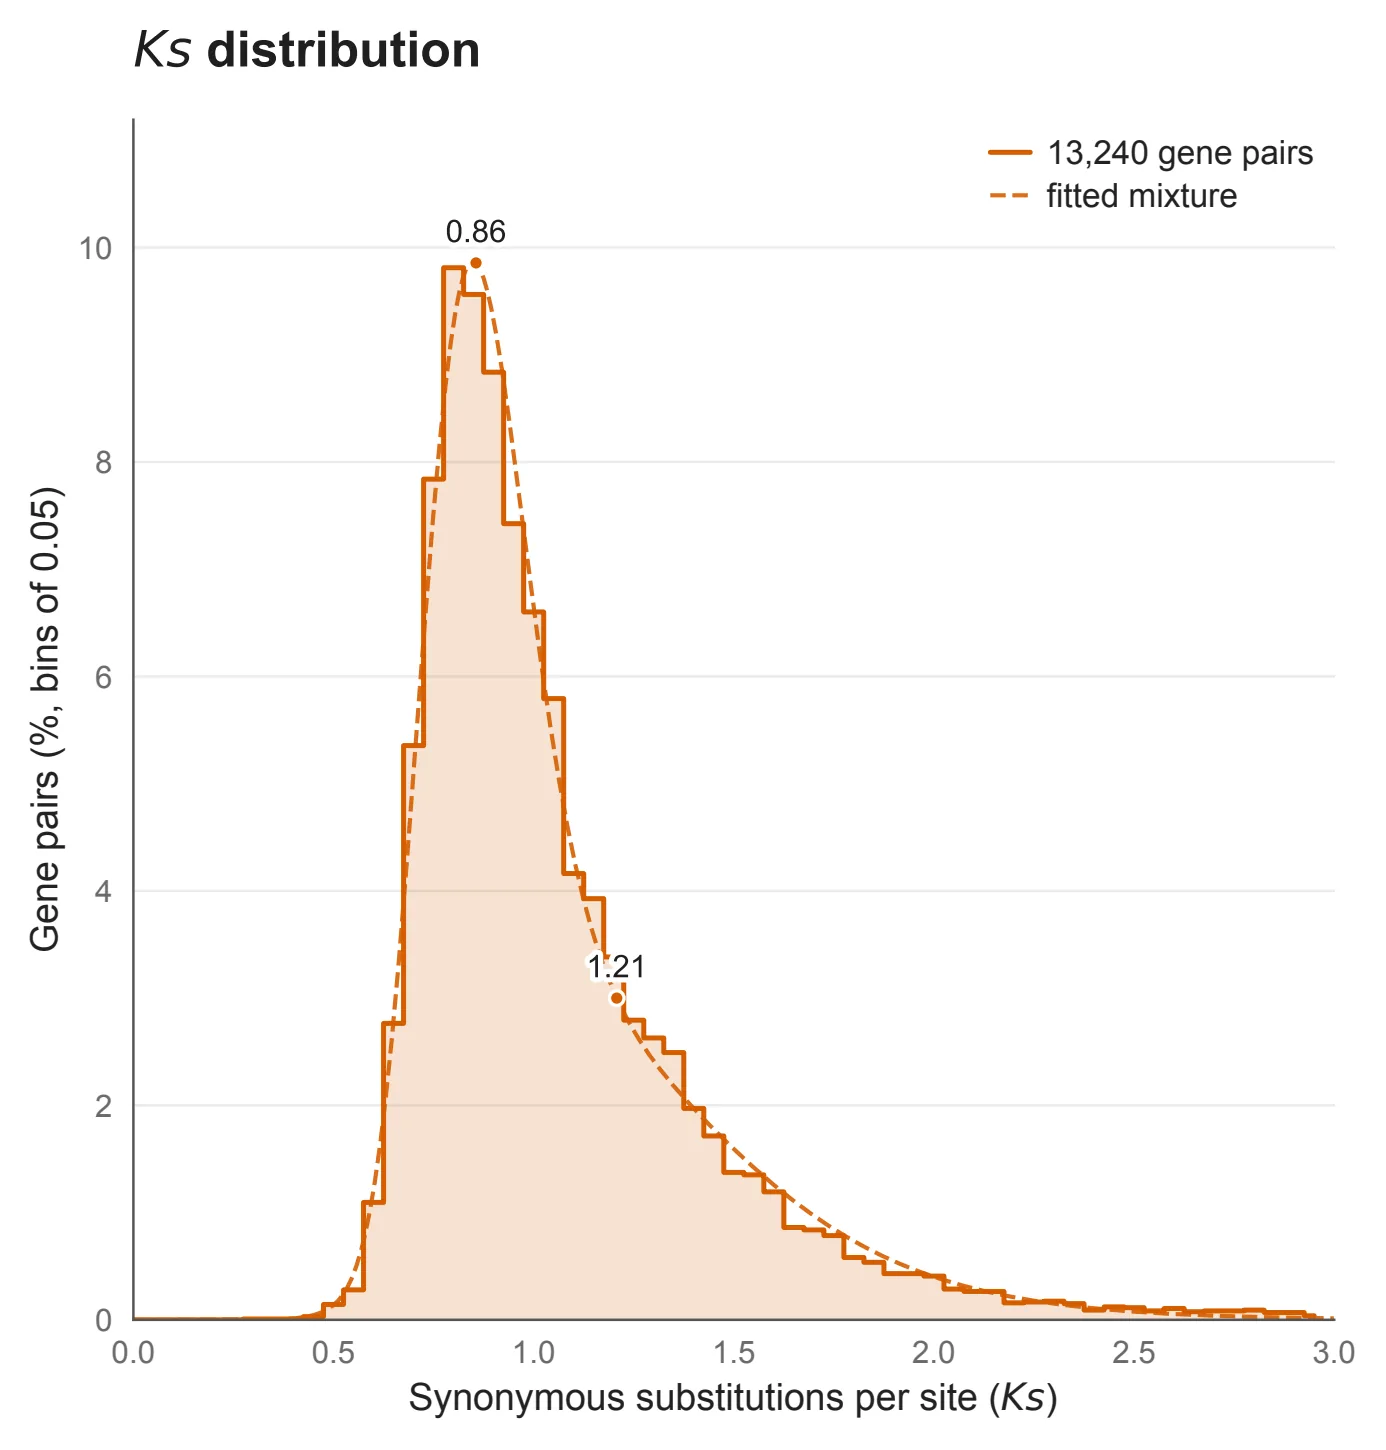 Ks distribution
13,240 gene pairs
fitted mixture
0.86
1.21
10
8
6
4
2
0
Gene pairs (%, bins of 0.05)
0.0 0.5 1.0 1.5 2.0 2.5 3.0
Synonymous substitutions per site (Ks)